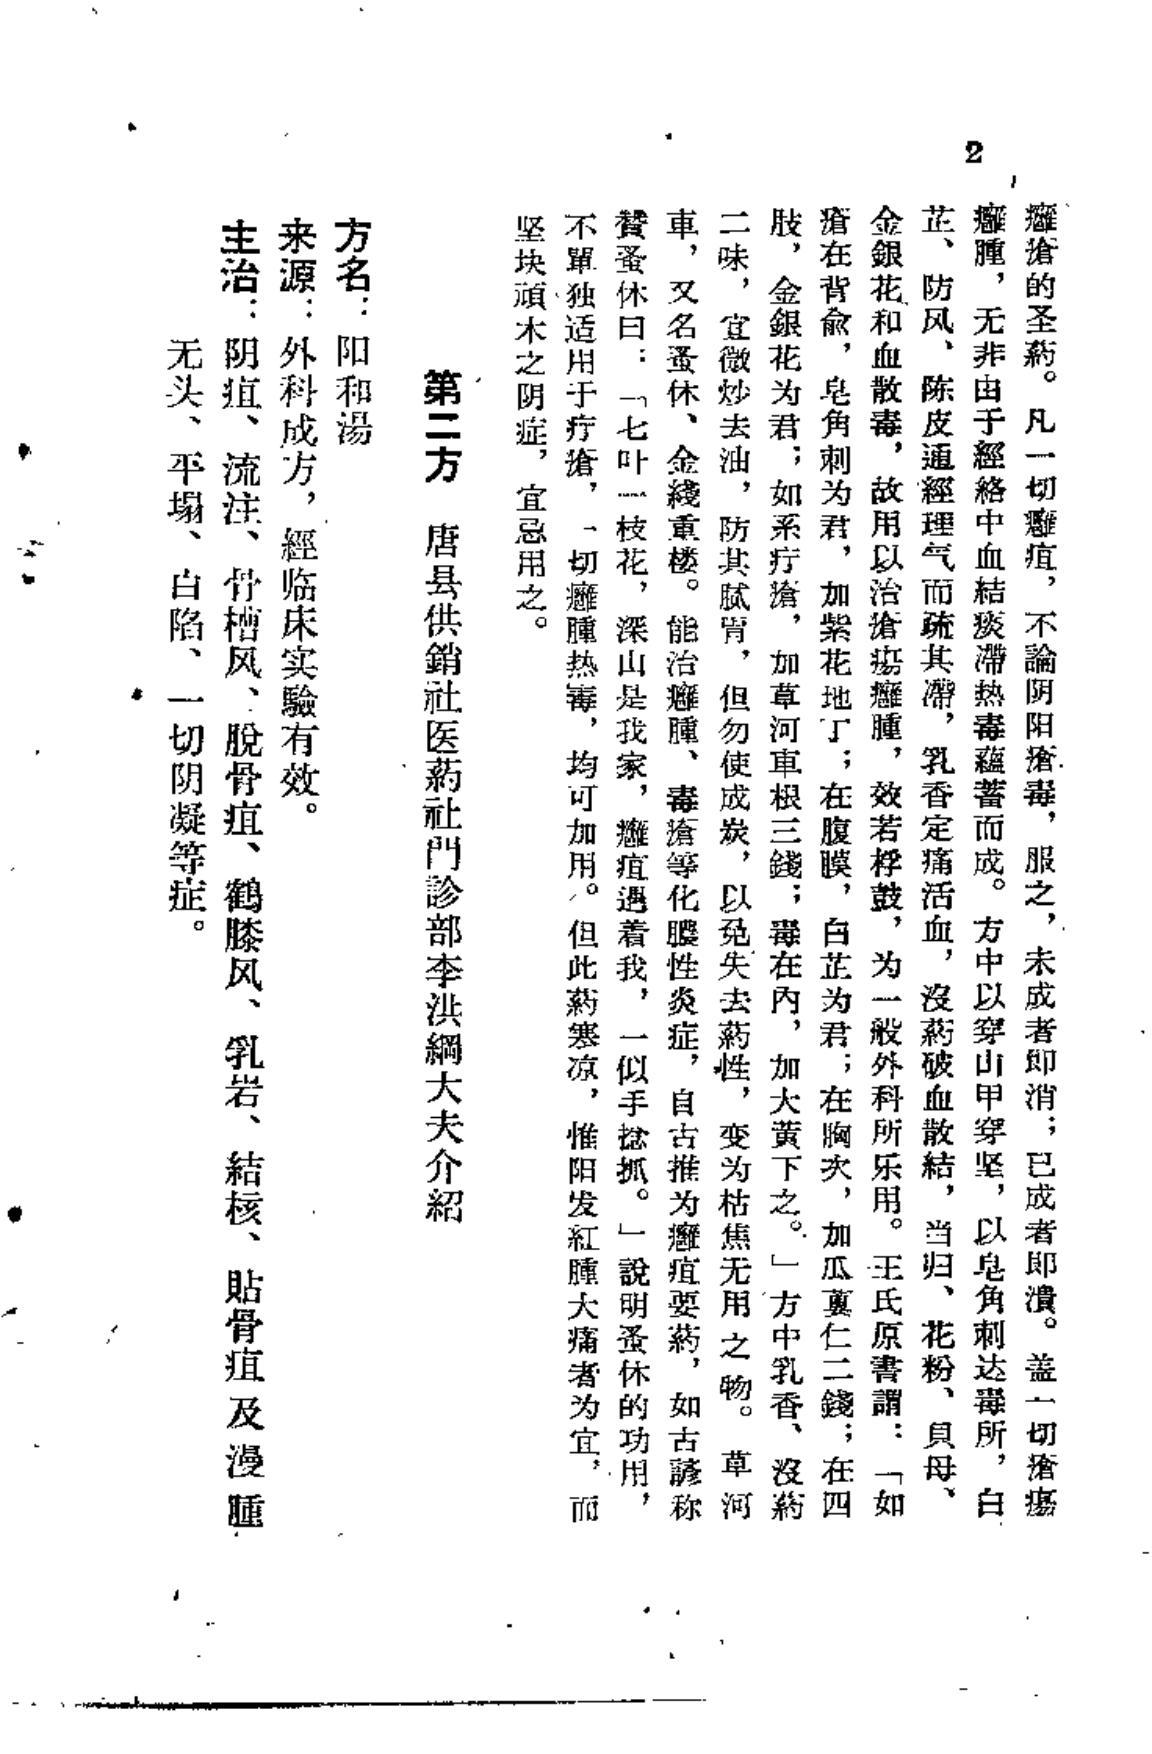 2
癰瘡的圣葯。凡一切癰疽，不論阴阳瘡毒，服之，未成者即消；已成者即潰。盖一切瘡瘍
癰腫，无非由于經絡中血結痰滯热毒蘊蓄而成。方中以穿山甲穿坚，以皂角刺达毒所，白
芷、防风、陈皮通經理气而疏其滯，乳香定痛活血，沒葯破血散結，当归、花粉、貝母、
金銀花和血散毒，故用以治瘡瘍癰腫，效若桴鼓，为一般外科所乐用。王氏原書謂：「如
瘡在背兪，皂角刺为君，加紫花地丁；在腹膜，白芷为君；在胸次，加瓜蔞仁二錢；在四
肢，金銀花为君；如系疔瘡，加草河車根三錢；毒在內，加大黃下之。」方中乳香、沒葯
二味，宜微炒去油，防其膩胃，但勿使成炭，以免失去葯性，变为枯焦无用之物。草河
車，又名蚤休、金綫重楼。能治癰腫、毒瘡等化膿性炎症，自古推为癰疽要葯，如古諺称
贊蚤休曰：「七叶一枝花，深山是我家，癰疽遇着我，一似手捻抓。」說明蚤休的功用，
不單独适用于疔瘡，一切癰腫热毒，均可加用。但此葯寒凉，惟阳发紅腫大痛者为宜，而
坚块頑木之阴症，宜忌用之。
第二方 唐县供銷社医葯社門診部李洪綱大夫介紹
方名：阳和湯
来源：外科成方，經临床实驗有效。
主治：阴疽、流注、骨槽风、脫骨疽、鶴膝风、乳岩、結核、貼骨疽及漫腫
无头、平塌、白陷、一切阴凝等症。